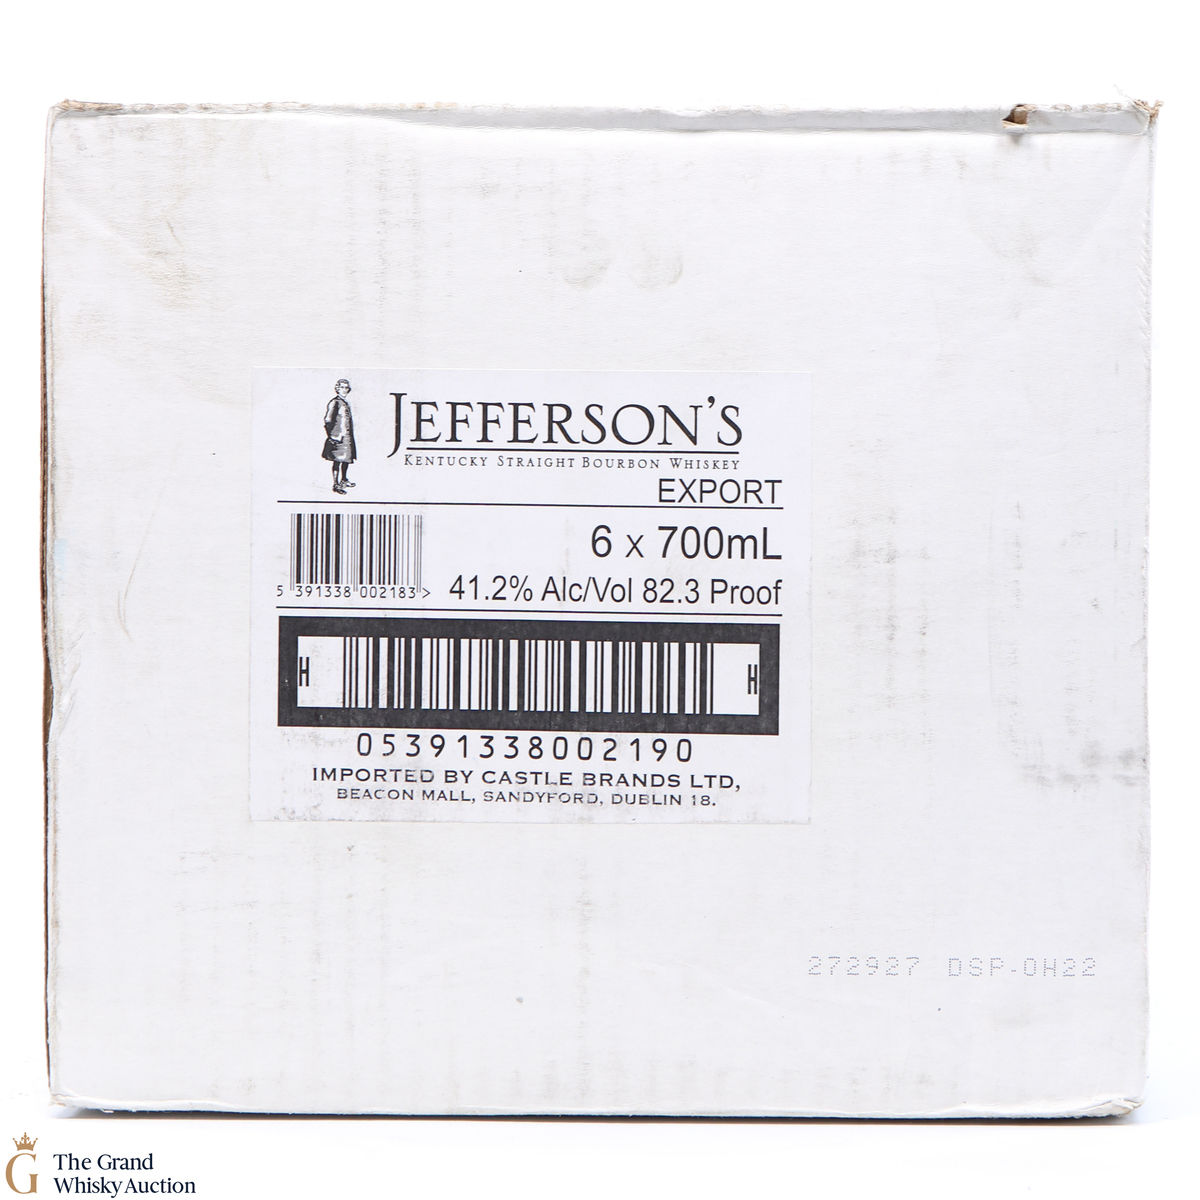 JEFFERSON'S
KENTUCKY STRAIGHT BOURBON WHISKEY
EXPORT
6 x 700mL
5 391338 002183 >
41.2% Alc/Vol 82.3 Proof
H H
05391338002190
IMPORTED BY CASTLE BRANDS LTD,
BEACON MALL, SANDYFORD, DUBLIN 18.
272927 DSP-OH22
G The Grand
Whisky Auction